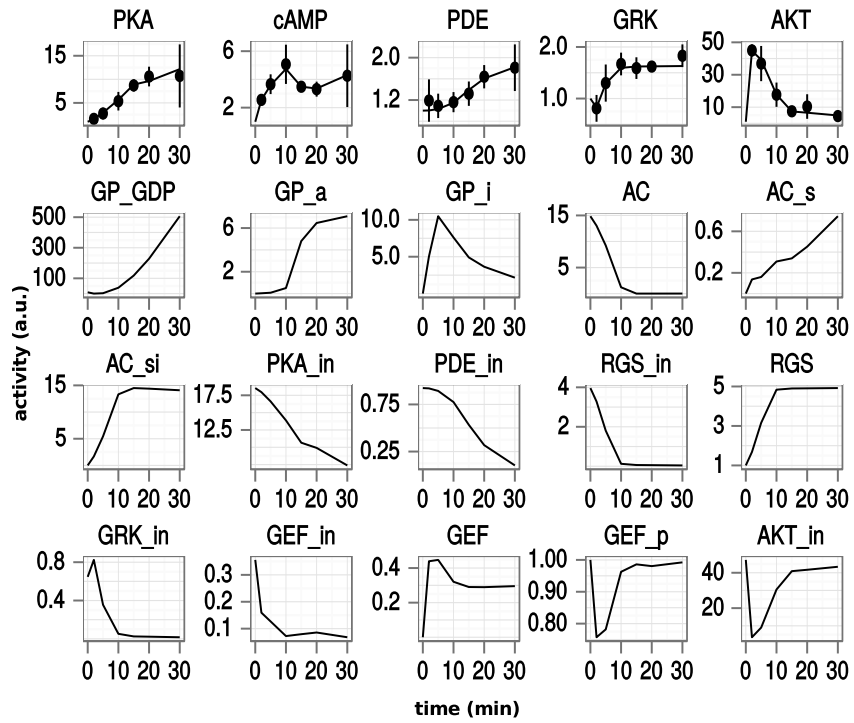 PKA cAMP PDE GRK AKT
15 6 2.0 2.0 50
30
5 2 1.2 1.0 10
0 10 20 30 0 10 20 30 0 10 20 30 0 10 20 30 0 10 20 30
GP_GDP GP_a GP_i AC AC_s
500 6 10.0 15 0.6
300
100 2 5.0 5 0.2
0 10 20 30 0 10 20 30 0 10 20 30 0 10 20 30 0 10 20 30
activity (a.u.)
AC_si PKA_in PDE_in RGS_in RGS
15 17.5 0.75 4 5
3
5 12.5 0.25 2 1
0 10 20 30 0 10 20 30 0 10 20 30 0 10 20 30 0 10 20 30
GRK_in GEF_in GEF GEF_p AKT_in
0.8 0.3 0.4 1.00 40
0.2 0.90
0.4 0.1 0.2 0.80 20
0 10 20 30 0 10 20 30 0 10 20 30 0 10 20 30 0 10 20 30
time (min)